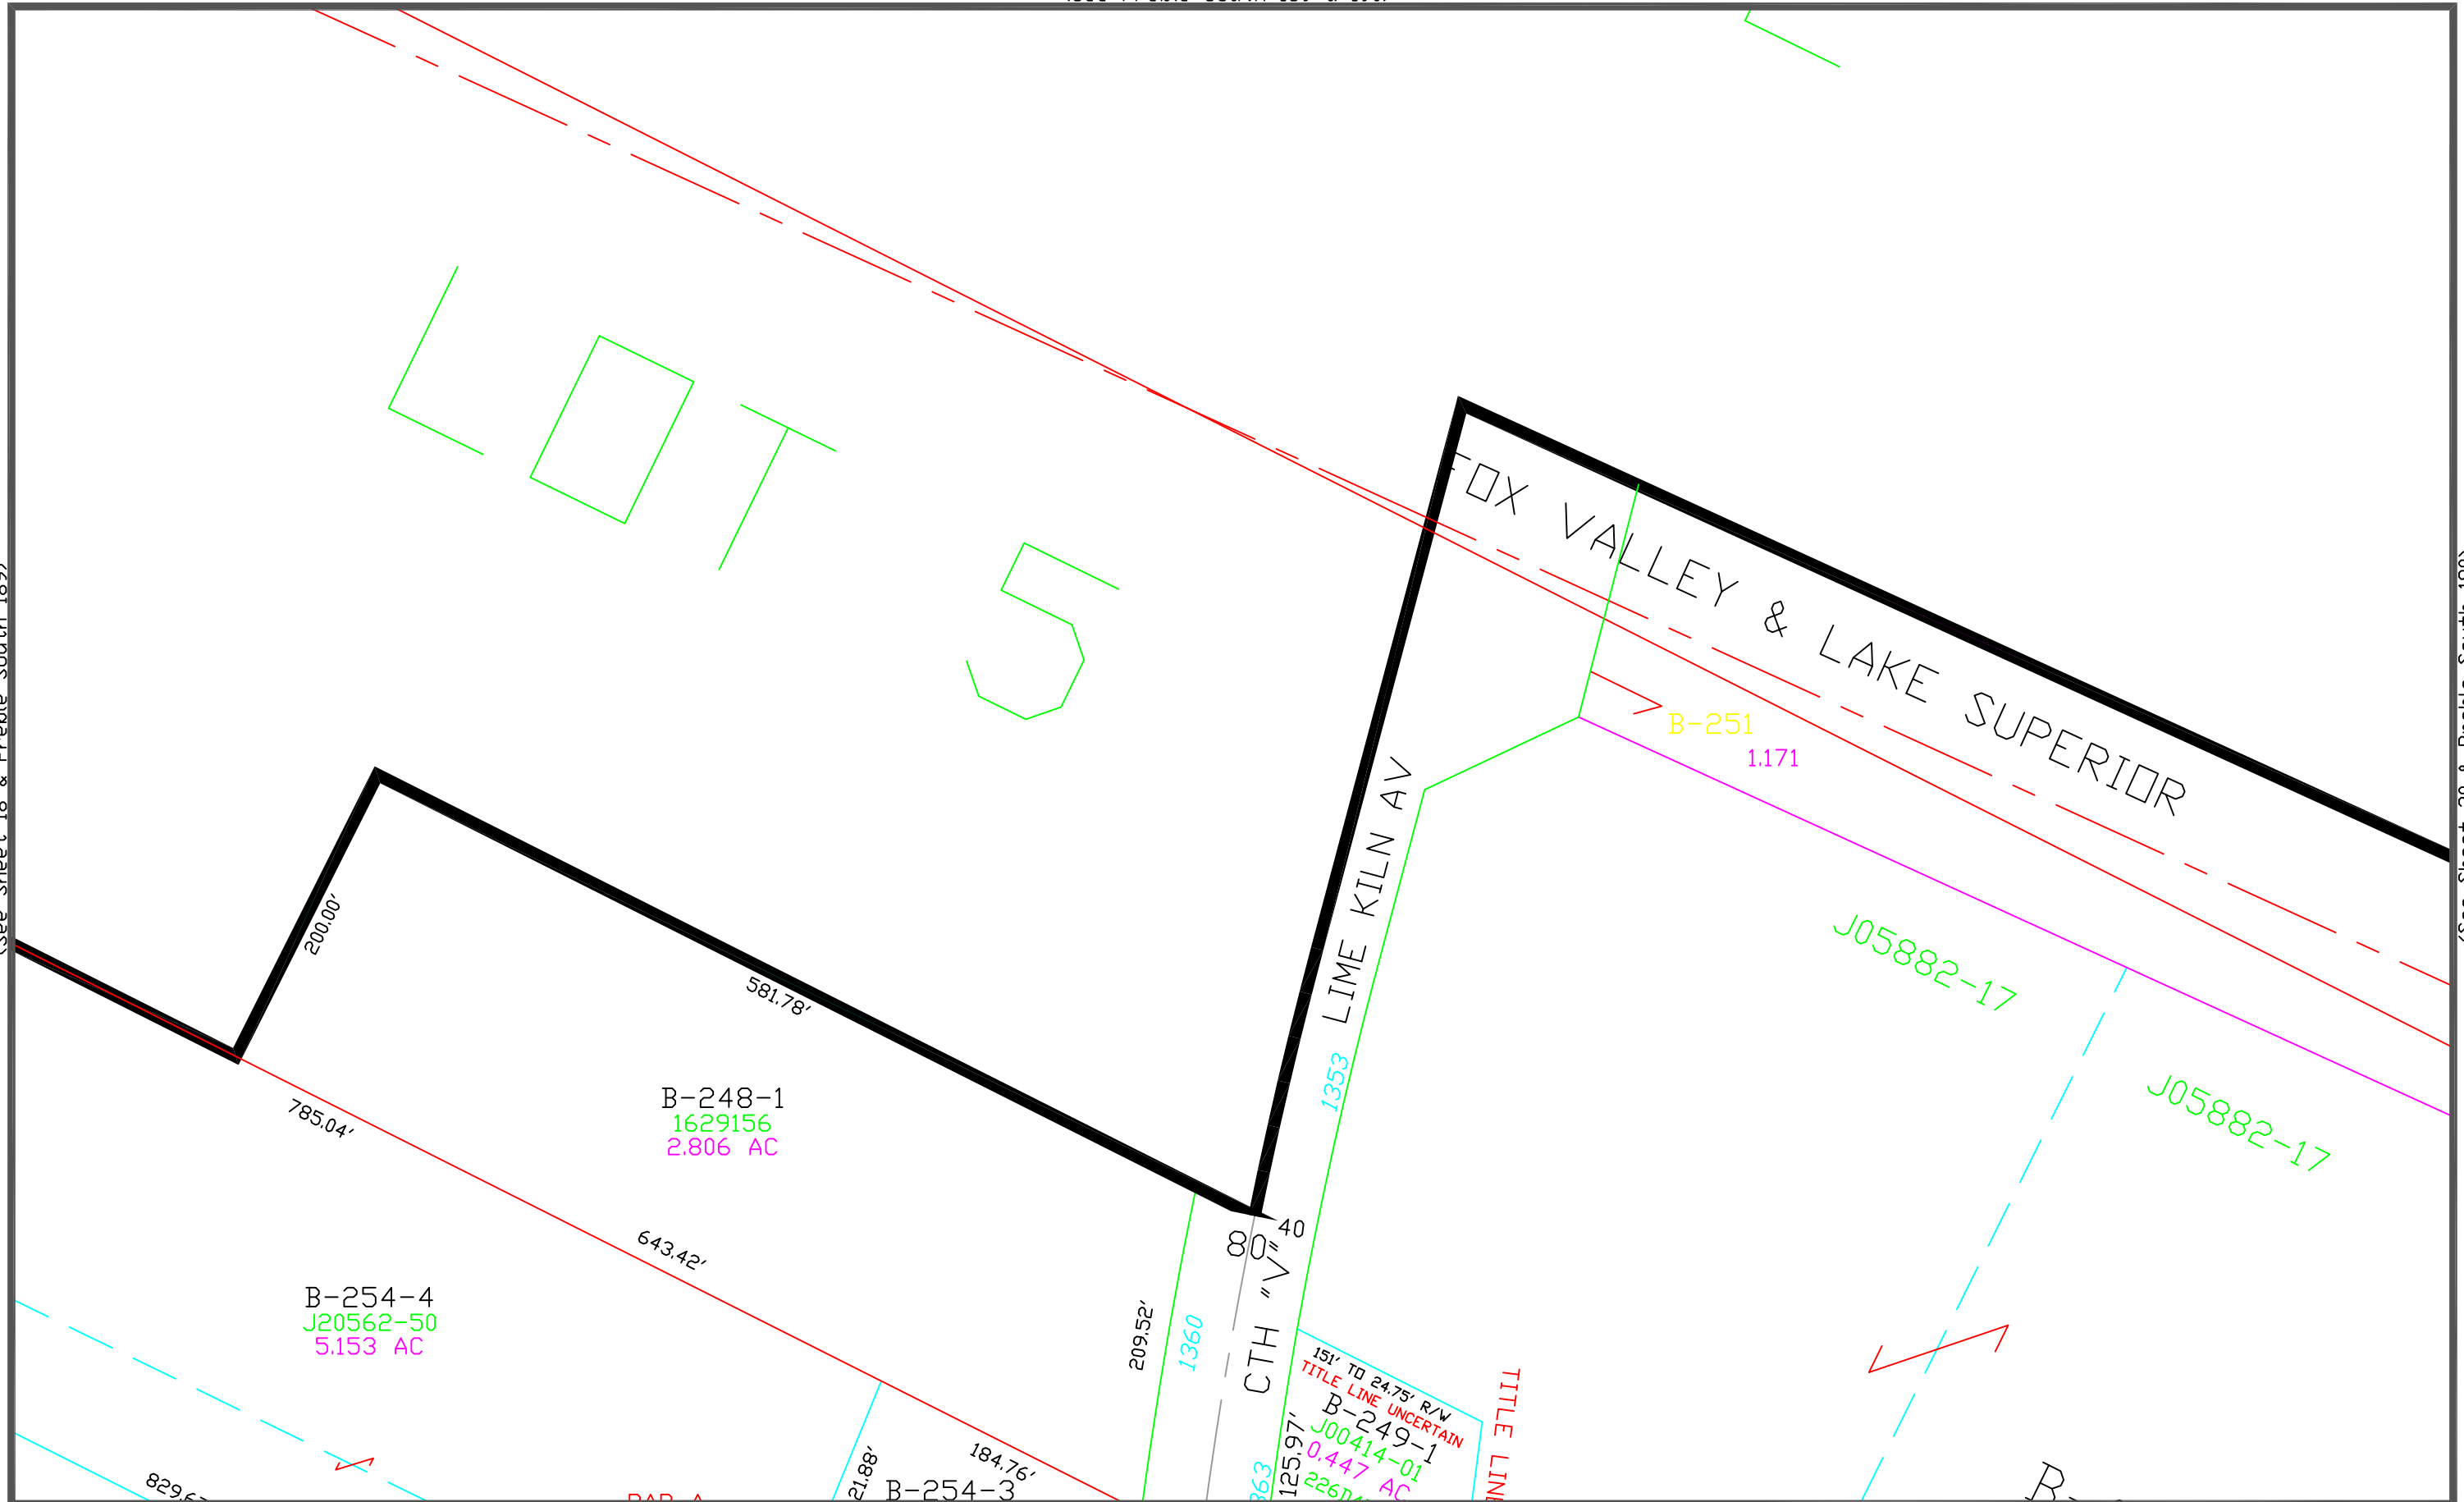 LOT 5
FOX VALLEY & LAKE SUPERIOR
B-251
1.171
LIME KILN AV
200.00'
581.78'
J05882-17
J05882-17
1353
785.04'
B-248-1
1629156
2.806 AC
643.42'
40
80
CTH "V"
B-254-4
J20562-50
5.153 AC
209.52'
1360
151' TO 24.75' R/W
TITLE LINE UNCERTAIN
B-249-1
J00414-01
0.447 AC
125.97'
TITLE LINE
184.76'
21.88'
B-254-3